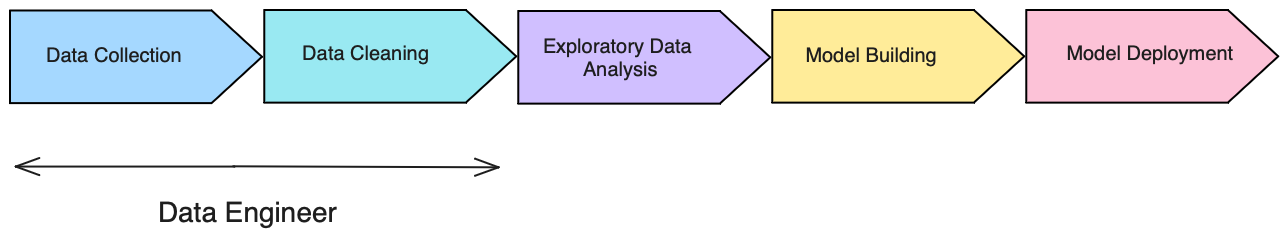 Data Collection
Data Cleaning
Exploratory Data
Analysis
Model Building
Model Deployment
Data Engineer